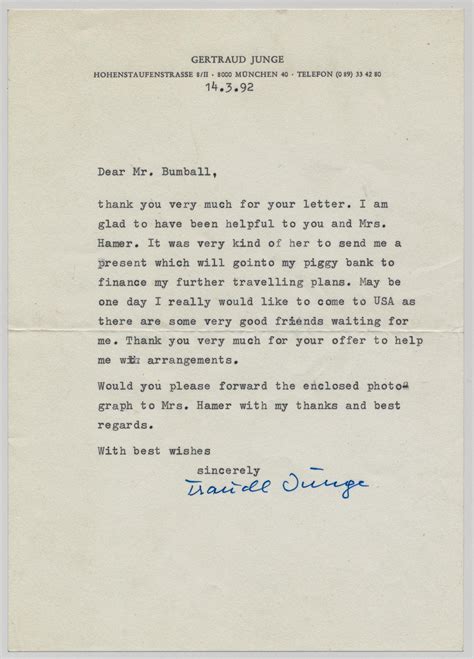 GERTRAUD JUNGE
HOHENSTAUFENSTRASSE 8/II · 8000 MÜNCHEN 40 · TELEFON (0 89) 33 42 80
14.3.92
Dear Mr. Bumball,
thank you very much for your letter. I am
glad to have been helpful to you and Mrs.
Hamer. It was very kind of her to send me a
present which will gointo my piggy bank to
finance my further travelling plans. May be
one day I really would like to come to USA as
there are some very good friends waiting for
me. Thank you very much for your offer to help
me with arrangements.
Would you please forward the enclosed photo-
graph to Mrs. Hamer with my thanks and best
regards.
With best wishes
sincerely
Traudl Junge